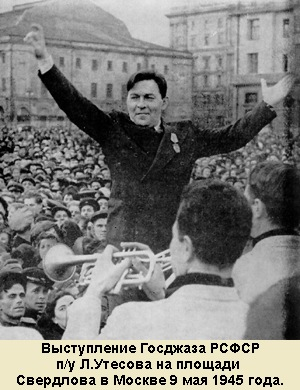 Выступление Госджаза РСФСР
п/у Л.Утесова на площади
Свердлова в Москве 9 мая 1945 года.